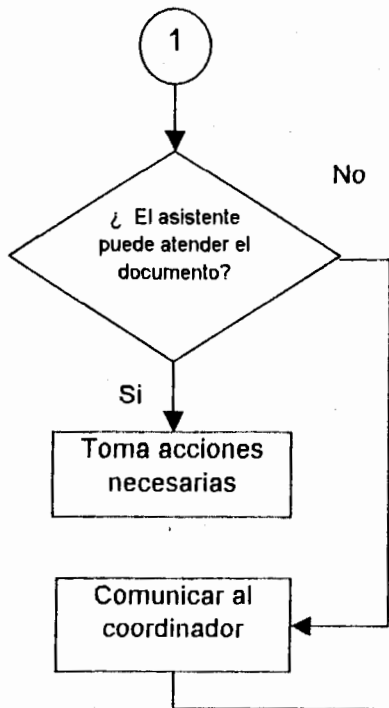 1
No
¿ El asistente
puede atender el
documento?
Si
Toma acciones
necesarias
Comunicar al
coordinador